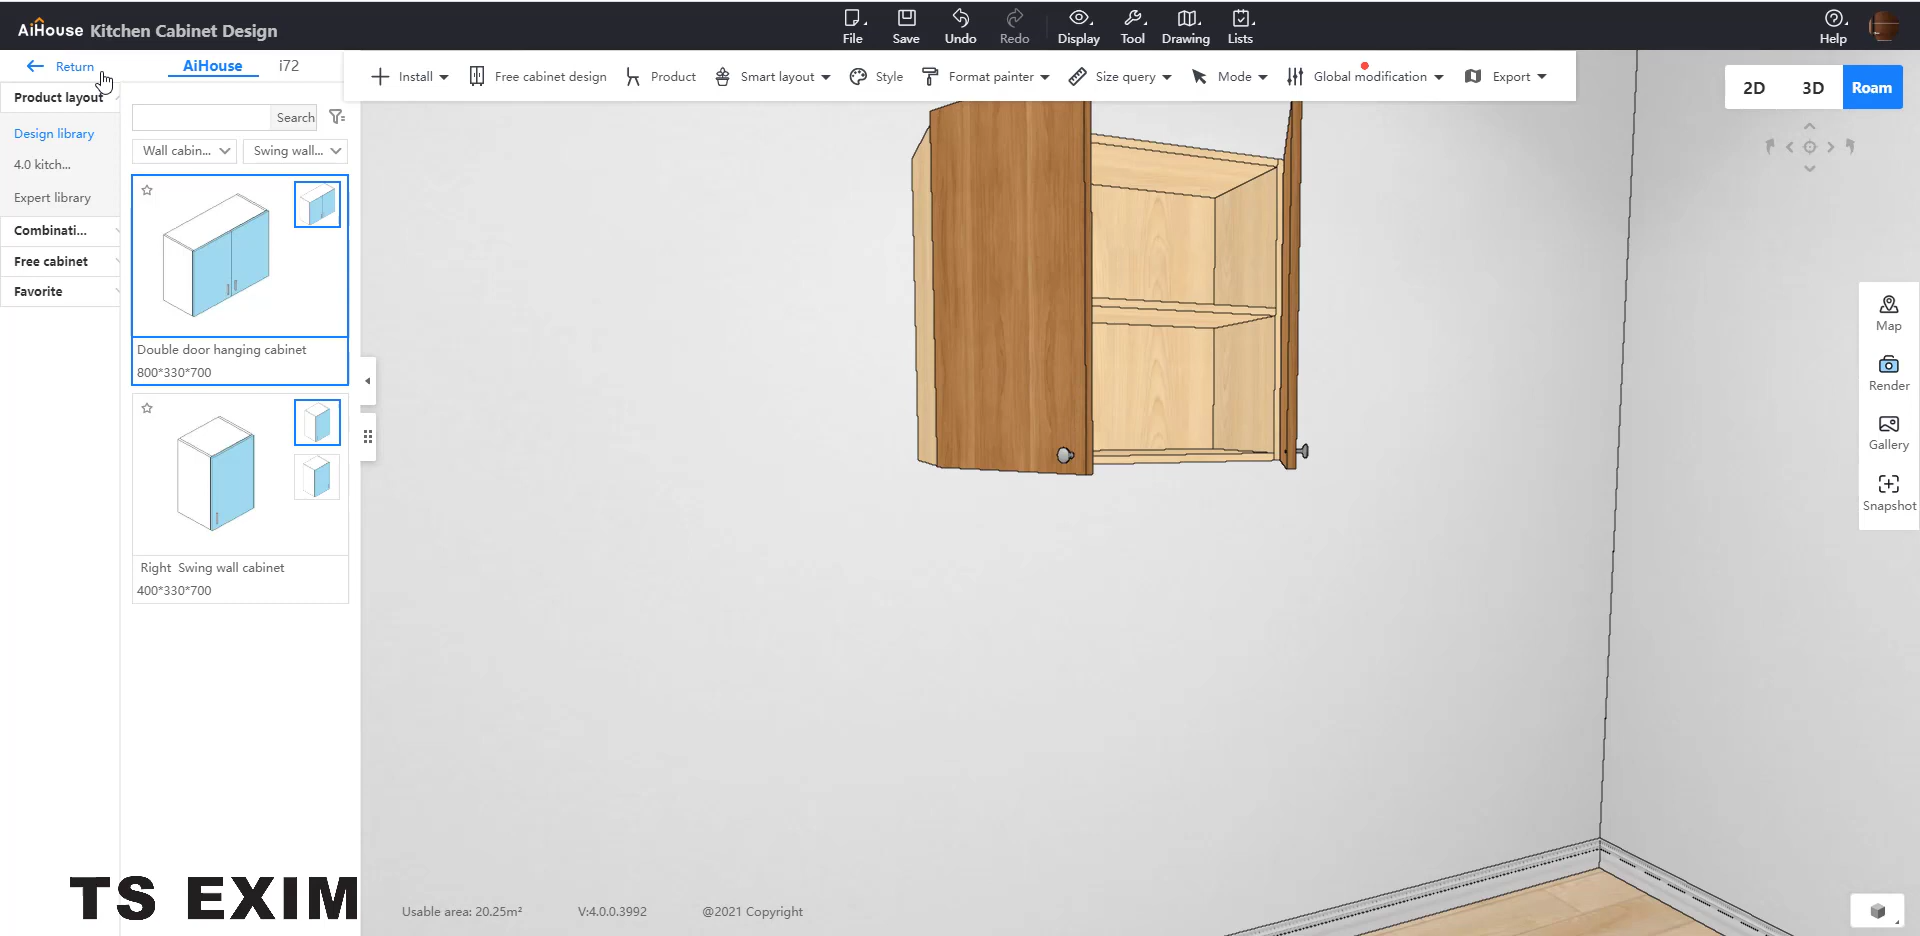 AiHouse Kitchen Cabinet Design
File
Save
Undo
Redo
Display
Tool
Drawing
Lists
Help
Return
AiHouse
i72
Install
Free cabinet design
Product
Smart layout
Style
Format painter
Size query
Mode
Global modification
Export
2D
3D
Roam
Product layout
Design library
4.0 kitch...
Expert library
Combinati...
Free cabinet
Favorite
Search
Wall cabin...
Swing wall...
Double door hanging cabinet
800*330*700
Right Swing wall cabinet
400*330*700
Map
Render
Gallery
Snapshot
TS EXIM
Usable area: 20.25m²
V:4.0.0.3992
@2021 Copyright